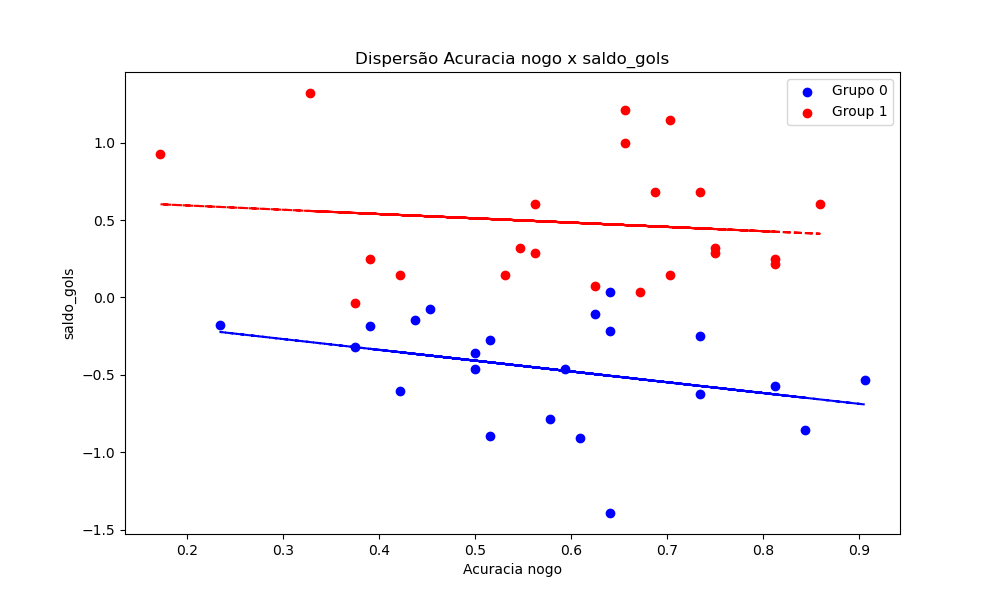 Dispersão Acuracia nogo x saldo_gols
Grupo 0
Group 1
saldo_gols
1.0
0.5
0.0
−0.5
−1.0
−1.5
0.2 0.3 0.4 0.5 0.6 0.7 0.8 0.9
Acuracia nogo